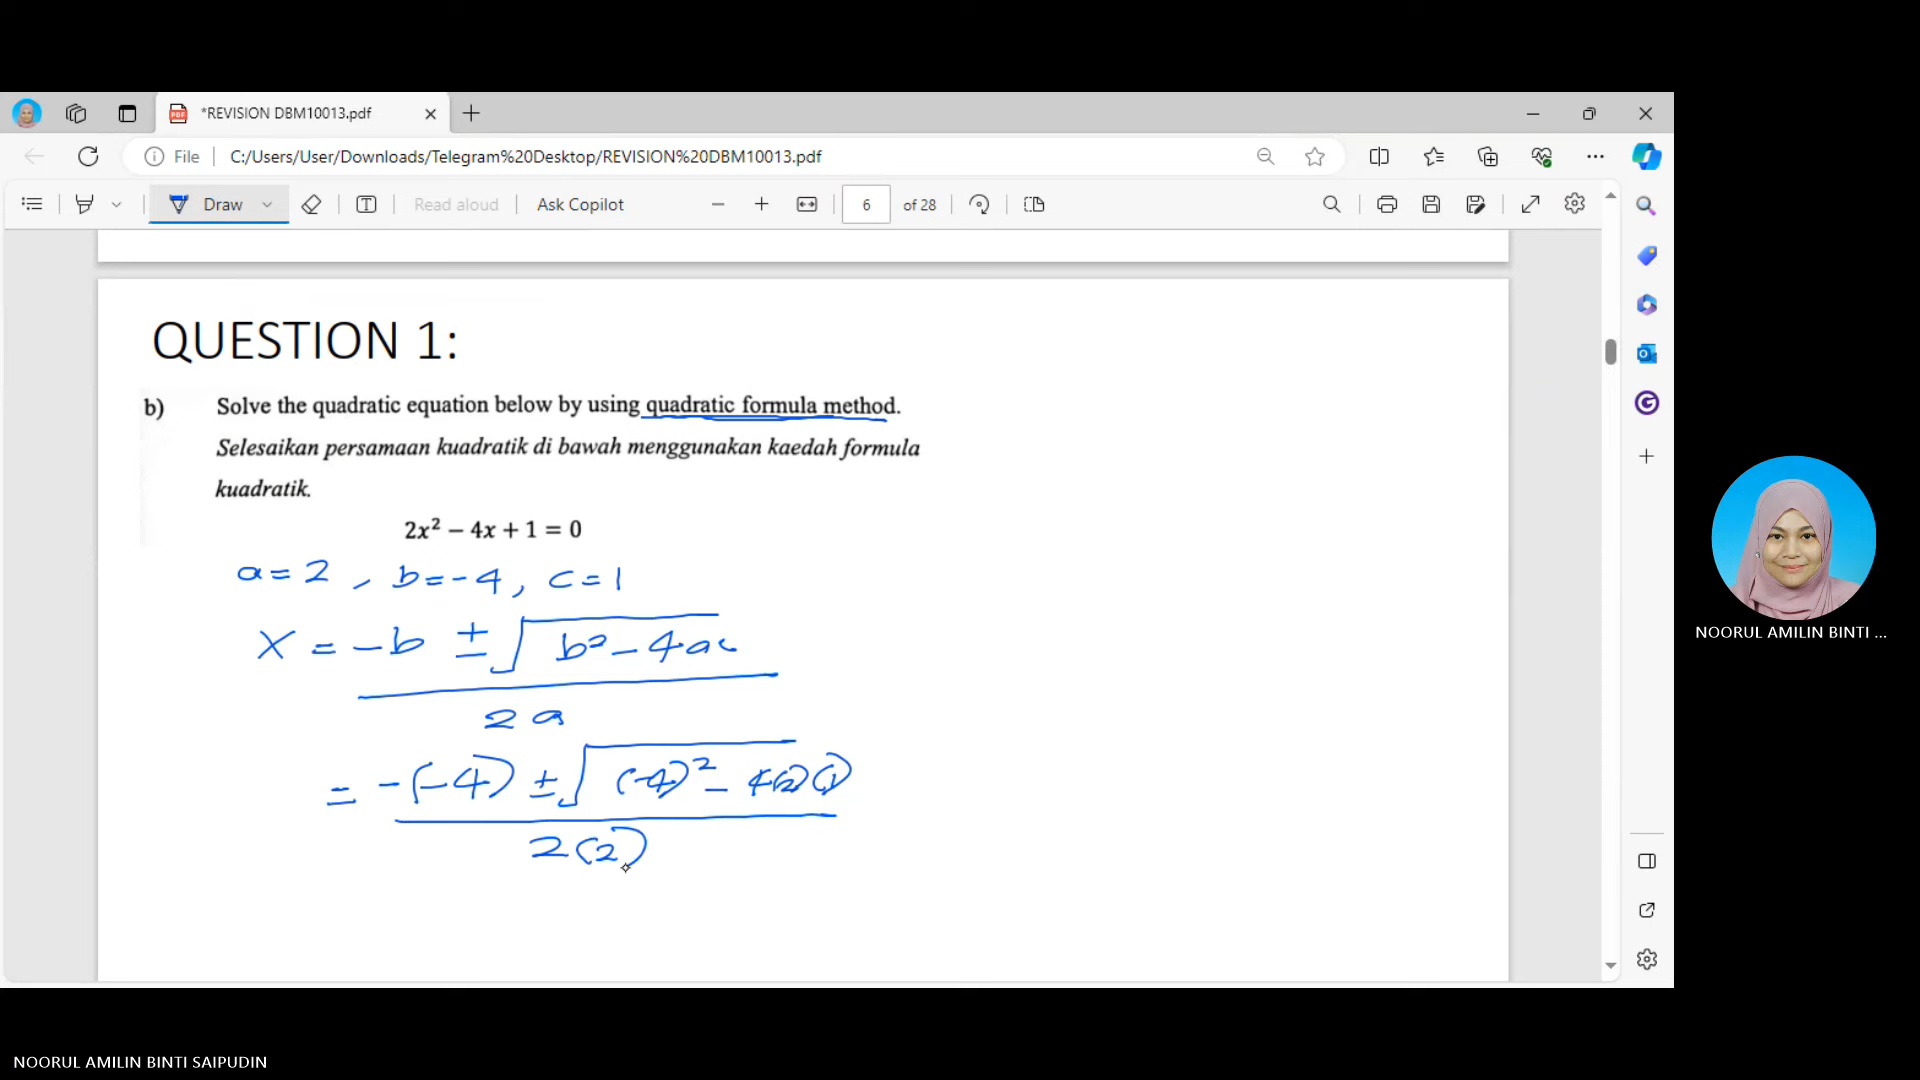 *REVISION DBM10013.pdf
File C:/Users/User/Downloads/Telegram%20Desktop/REVISION%20DBM10013.pdf
Draw Read aloud Ask Copilot 6 of 28
QUESTION 1:
b) Solve the quadratic equation below by using quadratic formula method.
Selesaikan persamaan kuadratik di bawah menggunakan kaedah formula
kuadratik.
2x² − 4x + 1 = 0
a = 2 , b = -4 , c = 1
x = -b ± √b² - 4ac
2a
= -(-4) ± √(-4)² - 4(2)(1)
2(2)
NOORUL AMILIN BINTI ...
NOORUL AMILIN BINTI SAIPUDIN